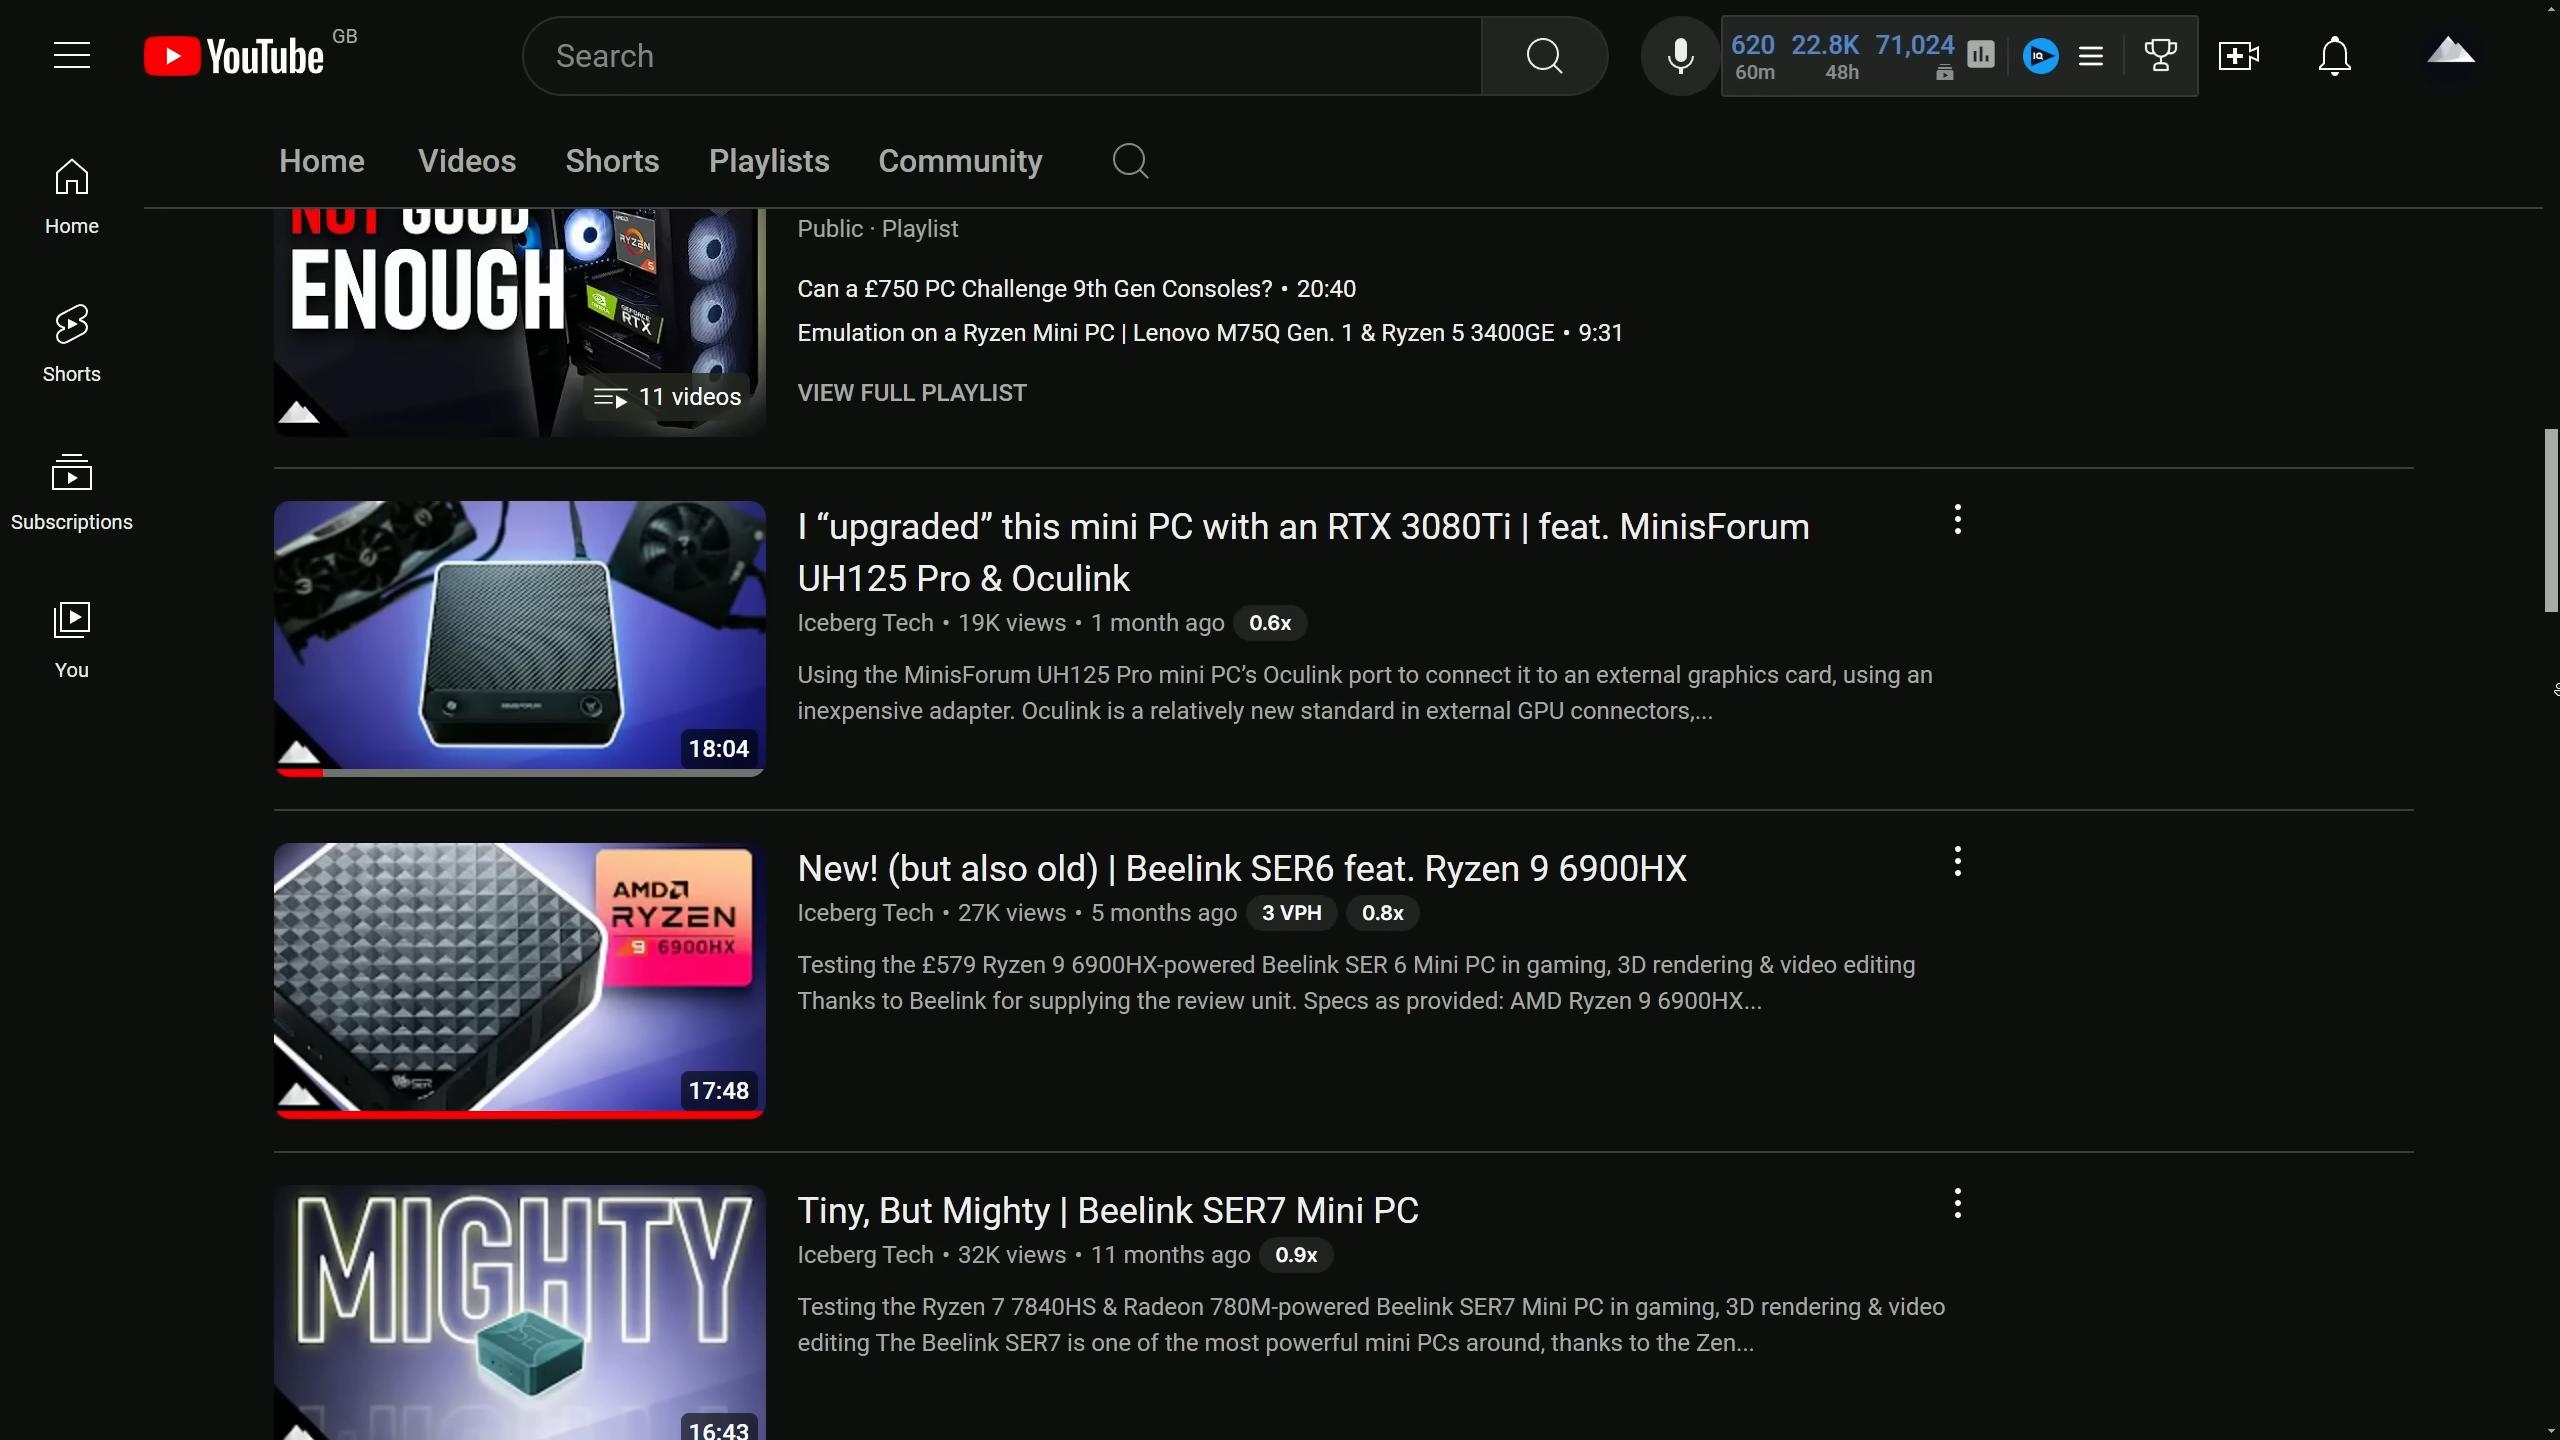 YouTube GB
Search
620 22.8K 71,024
60m 48h
Home Videos Shorts Playlists Community
Home
Shorts
Subscriptions
You
NOT GOOD
ENOUGH
RYZEN
5
GEFORCE
RTX
11 videos
Public · Playlist
Can a £750 PC Challenge 9th Gen Consoles? • 20:40
Emulation on a Ryzen Mini PC | Lenovo M75Q Gen. 1 & Ryzen 5 3400GE • 9:31
VIEW FULL PLAYLIST
MINISFORUM
18:04
I “upgraded” this mini PC with an RTX 3080Ti | feat. MinisForum
UH125 Pro & Oculink
Iceberg Tech • 19K views • 1 month ago 0.6x
Using the MinisForum UH125 Pro mini PC’s Oculink port to connect it to an external graphics card, using an
inexpensive adapter. Oculink is a relatively new standard in external GPU connectors,...
AMD
RYZEN
9 6900HX
SER
17:48
New! (but also old) | Beelink SER6 feat. Ryzen 9 6900HX
Iceberg Tech • 27K views • 5 months ago 3 VPH 0.8x
Testing the £579 Ryzen 9 6900HX-powered Beelink SER 6 Mini PC in gaming, 3D rendering & video editing
Thanks to Beelink for supplying the review unit. Specs as provided: AMD Ryzen 9 6900HX...
MIGHTY
16:43
Tiny, But Mighty | Beelink SER7 Mini PC
Iceberg Tech • 32K views • 11 months ago 0.9x
Testing the Ryzen 7 7840HS & Radeon 780M-powered Beelink SER7 Mini PC in gaming, 3D rendering & video
editing The Beelink SER7 is one of the most powerful mini PCs around, thanks to the Zen...